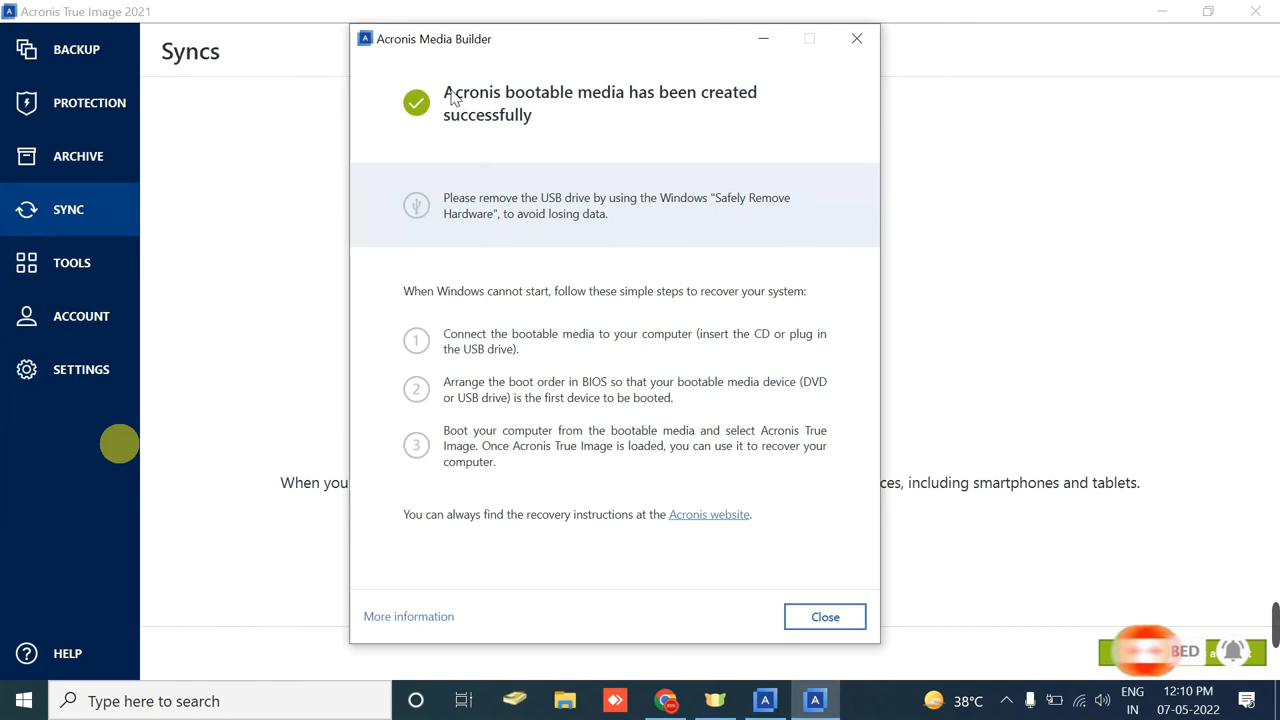 Acronis True Image 2021
BACKUP
PROTECTION
ARCHIVE
SYNC
TOOLS
ACCOUNT
SETTINGS
HELP
Syncs
When you
ces, including smartphones and tablets.
Acronis Media Builder
Acronis bootable media has been created
successfully
Please remove the USB drive by using the Windows "Safely Remove
Hardware", to avoid losing data.
When Windows cannot start, follow these simple steps to recover your system:
1
Connect the bootable media to your computer (insert the CD or plug in
the USB drive).
2
Arrange the boot order in BIOS so that your bootable media device (DVD
or USB drive) is the first device to be booted.
3
Boot your computer from the bootable media and select Acronis True
Image. Once Acronis True Image is loaded, you can use it to recover your
computer.
You can always find the recovery instructions at the Acronis website.
More information
Close
BED
Type here to search
38°C
ENG
IN
12:10 PM
07-05-2022